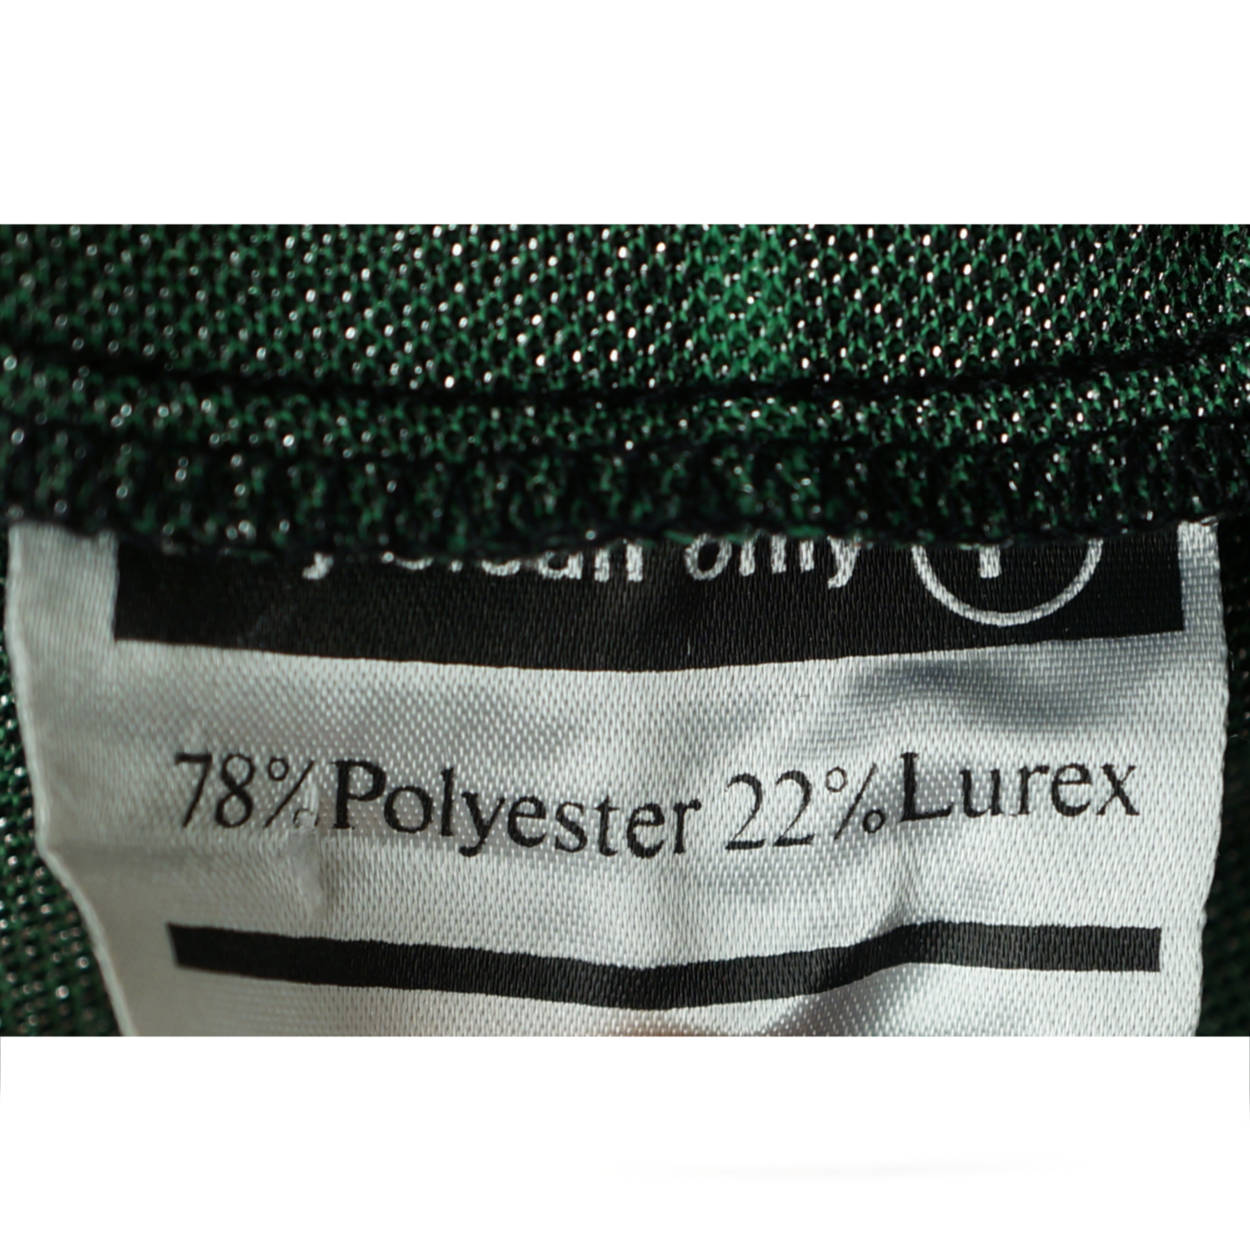 clean only
78% Polyester 22% Lurex